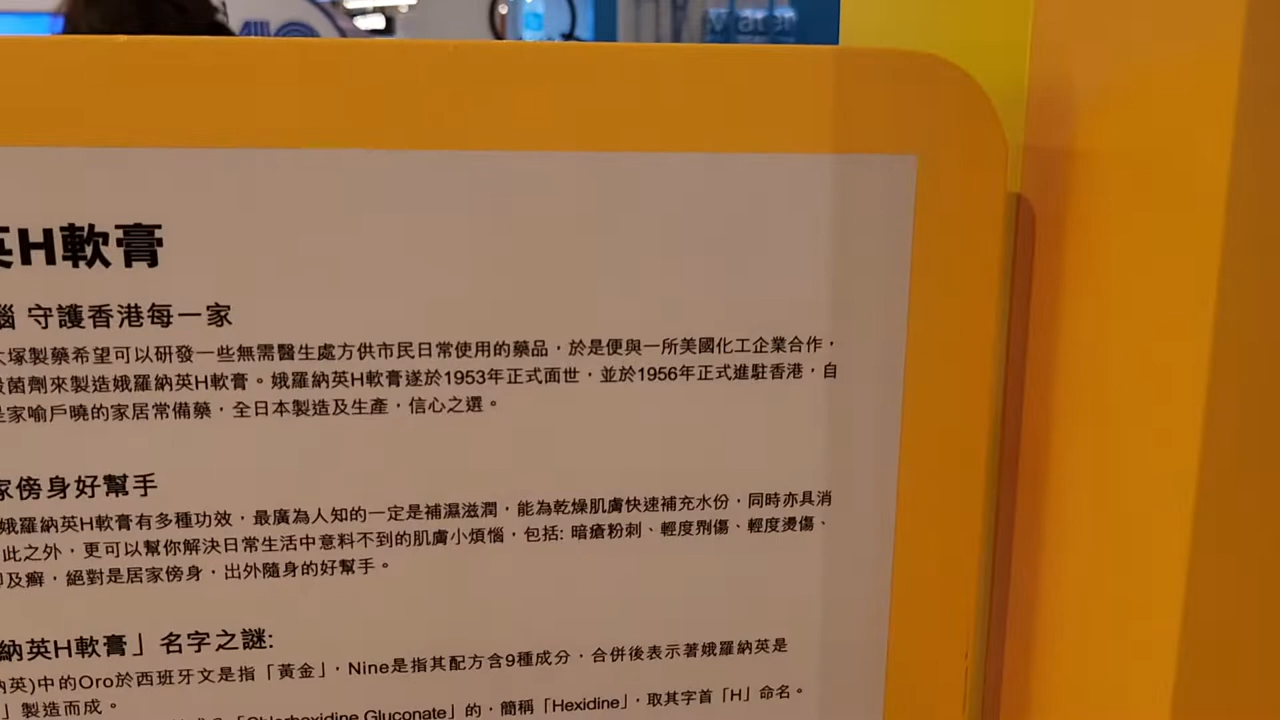 Water
H軟膏
守護香港每一家
塚製藥希望可以研發一些無需醫生處方供市民日常使用的藥品，於是便與一所美國化工企業合作，
菌劑來製造娥羅納英H軟膏。娥羅納英H軟膏遂於1953年正式面世，並於1956年正式進駐香港，自
家喻戶曉的家居常備藥，全日本製造及生產，信心之選。
傍身好幫手
娥羅納英H軟膏有多種功效，最廣為人知的一定是補濕滋潤，能為乾燥肌膚快速補充水份，同時亦具消
此之外，更可以幫你解決日常生活中意料不到的肌膚小煩惱，包括: 暗瘡粉刺、輕度剕傷、輕度燙傷、
及癬，絕對是居家傍身，出外隨身的好幫手。
納英H軟膏」名字之謎:
英)中的Oro於西班牙文是指「黃金」，Nine是指其配方含9種成分，合併後表示著娥羅納英是
」製造而成。
「Chlorhexidine Gluconate」的，簡稱「Hexidine」，取其字首「H」命名。